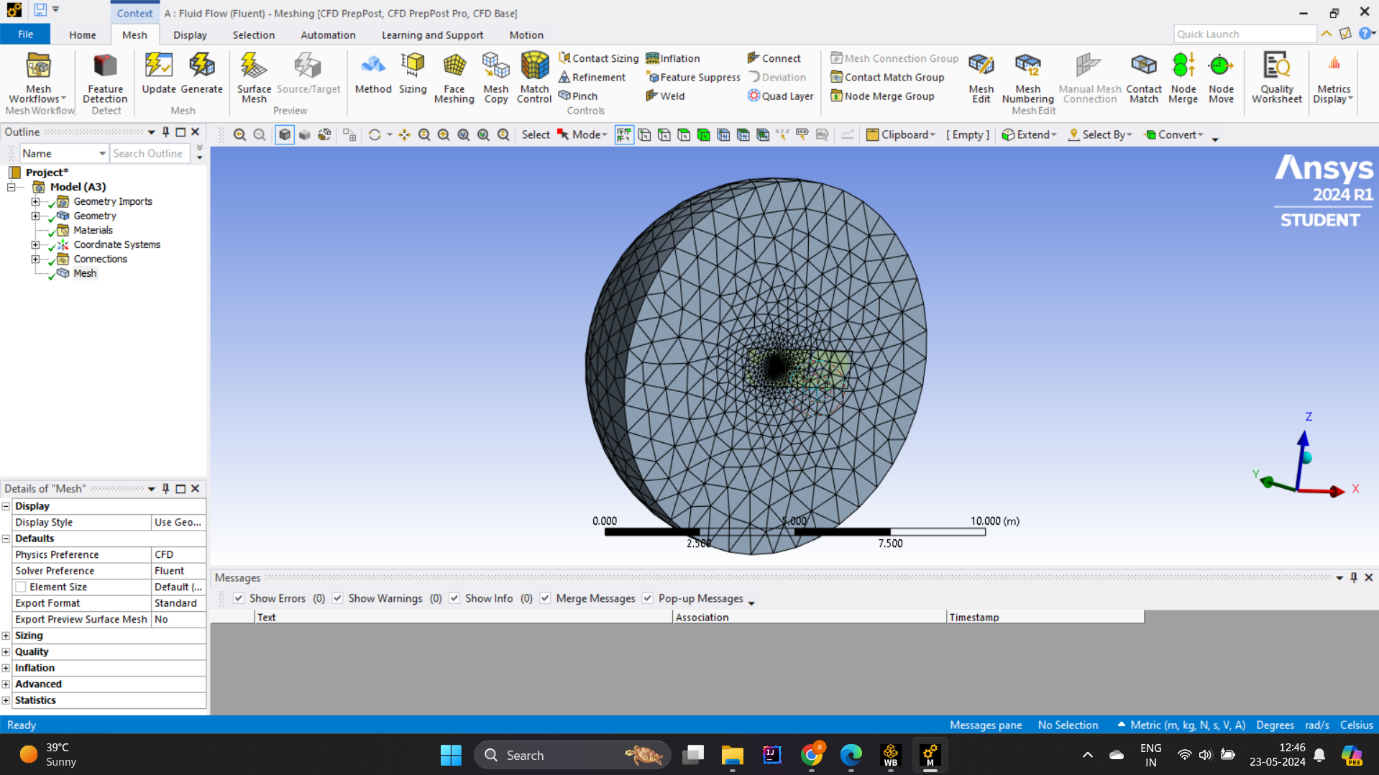 Context
A : Fluid Flow (Fluent) - Meshing [CFD PrepPost, CFD PrepPost Pro, CFD Base]
File
Home
Mesh
Display
Selection
Automation
Learning and Support
Motion
Quick Launch
Mesh
Workflows
Mesh Workflow
Feature
Detection
Detect
Update
Generate
Mesh
Surface
Mesh
Source/Target
Preview
Method
Sizing
Face
Meshing
Mesh
Copy
Match
Control
Contact Sizing
Refinement
Pinch
Inflation
Feature Suppress
Weld
Connect
Deviation
Quad Layer
Controls
Mesh Connection Group
Contact Match Group
Node Merge Group
Mesh
Edit
Mesh
Numbering
Manual Mesh
Connection
Contact
Match
Node
Merge
Node
Move
Mesh Edit
Quality
Worksheet
Metrics
Display
Outline
Name
Search Outline
Select
Mode
Clipboard
[ Empty ]
Extend
Select By
Convert
Project*
Model (A3)
Geometry Imports
Geometry
Materials
Coordinate Systems
Connections
Mesh
Ansys
2024 R1
STUDENT
Z
Y
X
0.000
5.000
10.000 (m)
2.500
7.500
Details of "Mesh"
Display
Display Style Use Geo...
Defaults
Physics Preference CFD
Solver Preference Fluent
Element Size Default (...
Export Format Standard
Export Preview Surface Mesh No
Sizing
Quality
Inflation
Advanced
Statistics
Messages
Show Errors (0) Show Warnings (0) Show Info (0) Merge Messages Pop-up Messages
Text Association Timestamp
Ready
Messages pane No Selection Metric (m, kg, N, s, V, A) Degrees rad/s Celsius
39°C
Sunny
Search
IJ
a
WB
M
ENG
IN
12:46
23-05-2024
PRE